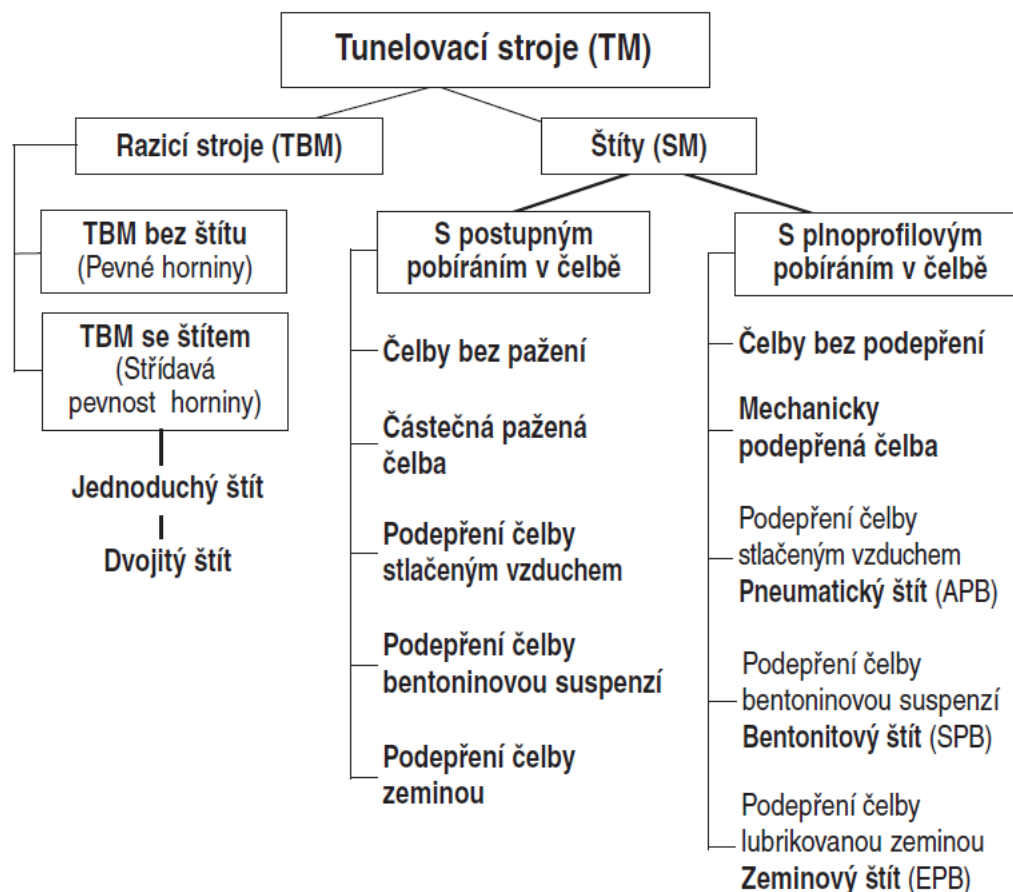 Tunelovací stroje (TM)
Razicí stroje (TBM)
Štíty (SM)
TBM bez štítu
(Pevné horniny)
TBM se štítem
(Střídavá
pevnost horniny)
Jednoduchý štít
Dvojitý štít
S postupným
pobíráním v čelbě
Čelby bez pažení
Částečná pažená
čelba
Podepření čelby
stlačeným vzduchem
Podepření čelby
bentoninovou suspenzí
Podepření čelby
zeminou
S plnoprofilovým
pobíráním v čelbě
Čelby bez podepření
Mechanicky
podepřená čelba
Podepření čelby
stlačeným vzduchem
Pneumatický štít (APB)
Podepření čelby
bentoninovou suspenzí
Bentonitový štít (SPB)
Podepření čelby
lubrikovanou zeminou
Zeminový štít (EPB)